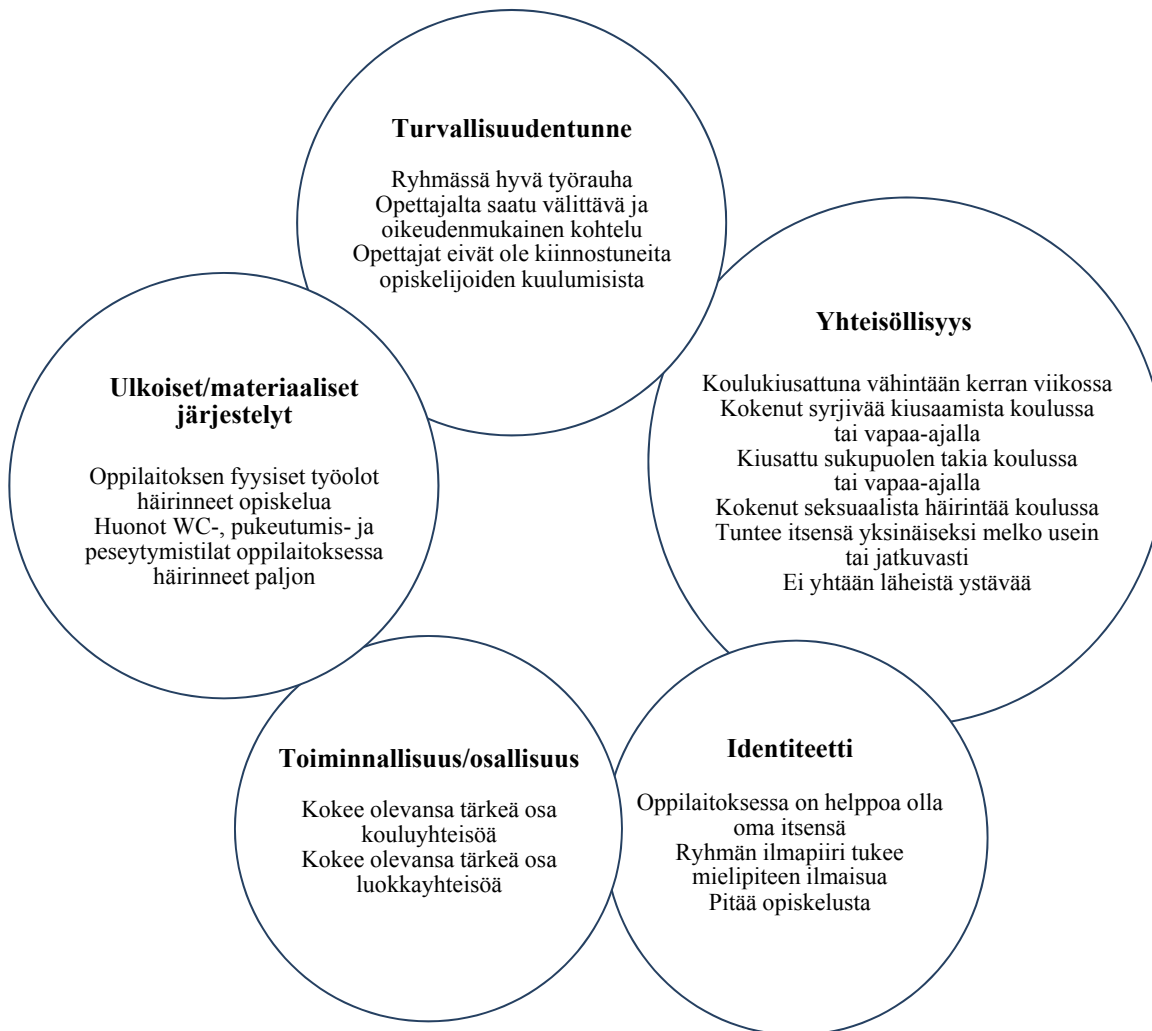 Turvallisuudentunne
Ryhmässä hyvä työrauha
Opettajalta saatu välittävä ja
oikeudenmukainen kohtelu
Opettajat eivät ole kiinnostuneita
opiskelijoiden kuulumisista
Yhteisöllisyys
Koulukiusattuna vähintään kerran viikossa
Kokenut syrjivää kiusaamista koulussa
tai vapaa-ajalla
Kiusattu sukupuolen takia koulussa
tai vapaa-ajalla
Kokenut seksuaalista häirintää koulussa
Tuntee itsensä yksinäiseksi melko usein
tai jatkuvasti
Ei yhtään läheistä ystävää
Ulkoiset/materiaaliset
järjestelyt
Oppilaitoksen fyysiset työolot
häirinneet opiskelua
Huonot WC-, pukeutumis- ja
peseytymistilat oppilaitoksessa
häirinneet paljon
Toiminnallisuus/osallisuus
Kokee olevansa tärkeä osa
kouluyhteisöä
Kokee olevansa tärkeä osa
luokkayhteisöä
Identiteetti
Oppilaitoksessa on helppoa olla
oma itsensä
Ryhmän ilmapiiri tukee
mielipiteen ilmaisua
Pitää opiskelusta